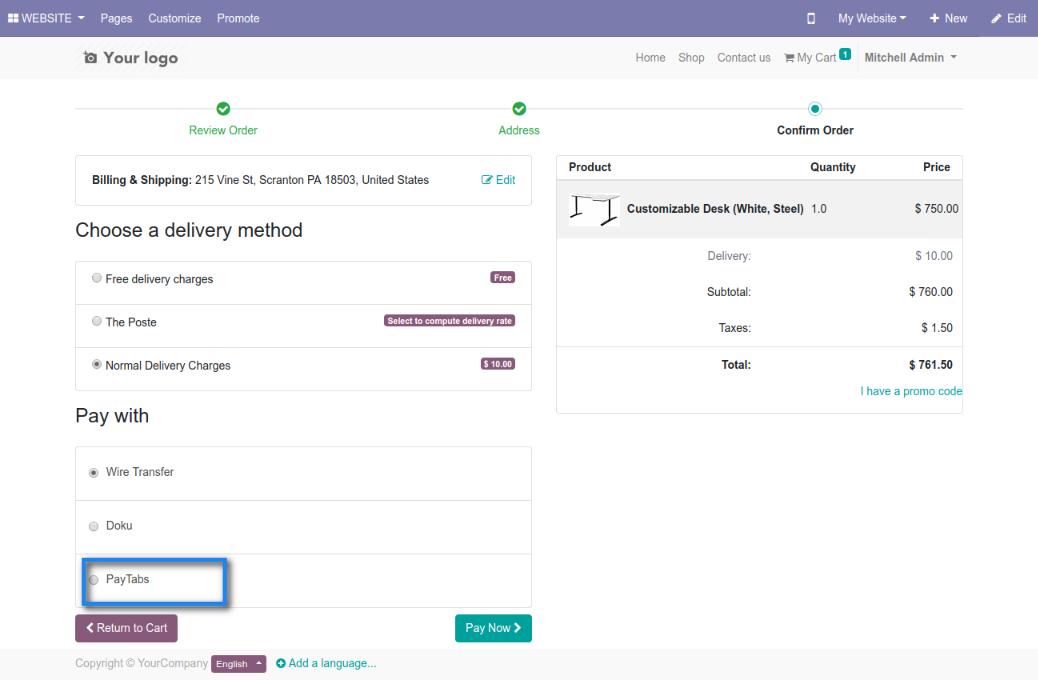 WEBSITE Pages Customize Promote My Website + New Edit
Your logo Home Shop Contact us My Cart 1 Mitchell Admin
Review Order Address Confirm Order
Billing & Shipping: 215 Vine St, Scranton PA 18503, United States Edit
Choose a delivery method
Free delivery charges Free
The Poste Select to compute delivery rate
Normal Delivery Charges $ 10.00
Pay with
Wire Transfer
Doku
PayTabs
Return to Cart Pay Now
Product Quantity Price
Customizable Desk (White, Steel) 1.0 $ 750.00
Delivery: $ 10.00
Subtotal: $ 760.00
Taxes: $ 1.50
Total: $ 761.50
I have a promo code
Copyright © YourCompany English Add a language...